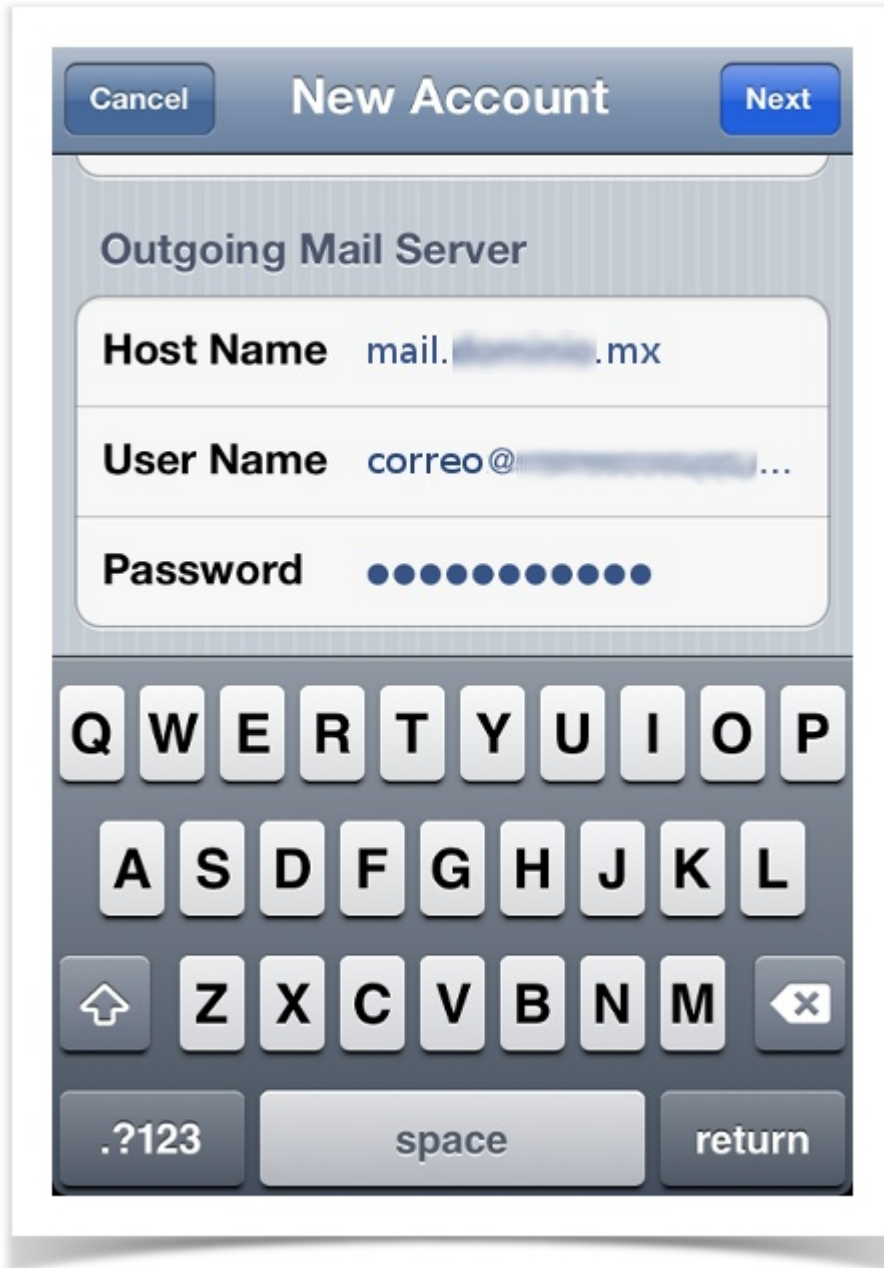 Cancel New Account Next
Outgoing Mail Server
Host Name mail. .mx
User Name correo@ ...
Password ●●●●●●●●●●●
Q W E R T Y U I O P
A S D F G H J K L
Z X C V B N M
.?123 space return